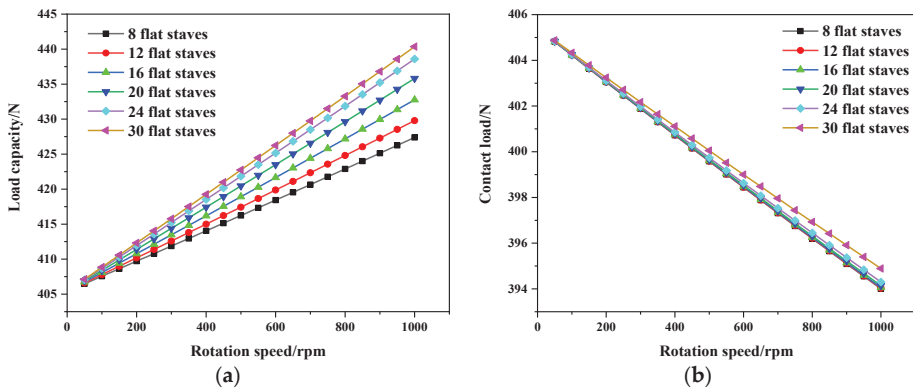 445
440
435
430
425
420
415
410
405
Load capacity/N
8 flat staves
12 flat staves
16 flat staves
20 flat staves
24 flat staves
30 flat staves
0 200 400 600 800 1000
Rotation speed/rpm
(a)
406
404
402
400
398
396
394
Contact load/N
8 flat staves
12 flat staves
16 flat staves
20 flat staves
24 flat staves
30 flat staves
0 200 400 600 800 1000
Rotation speed/rpm
(b)